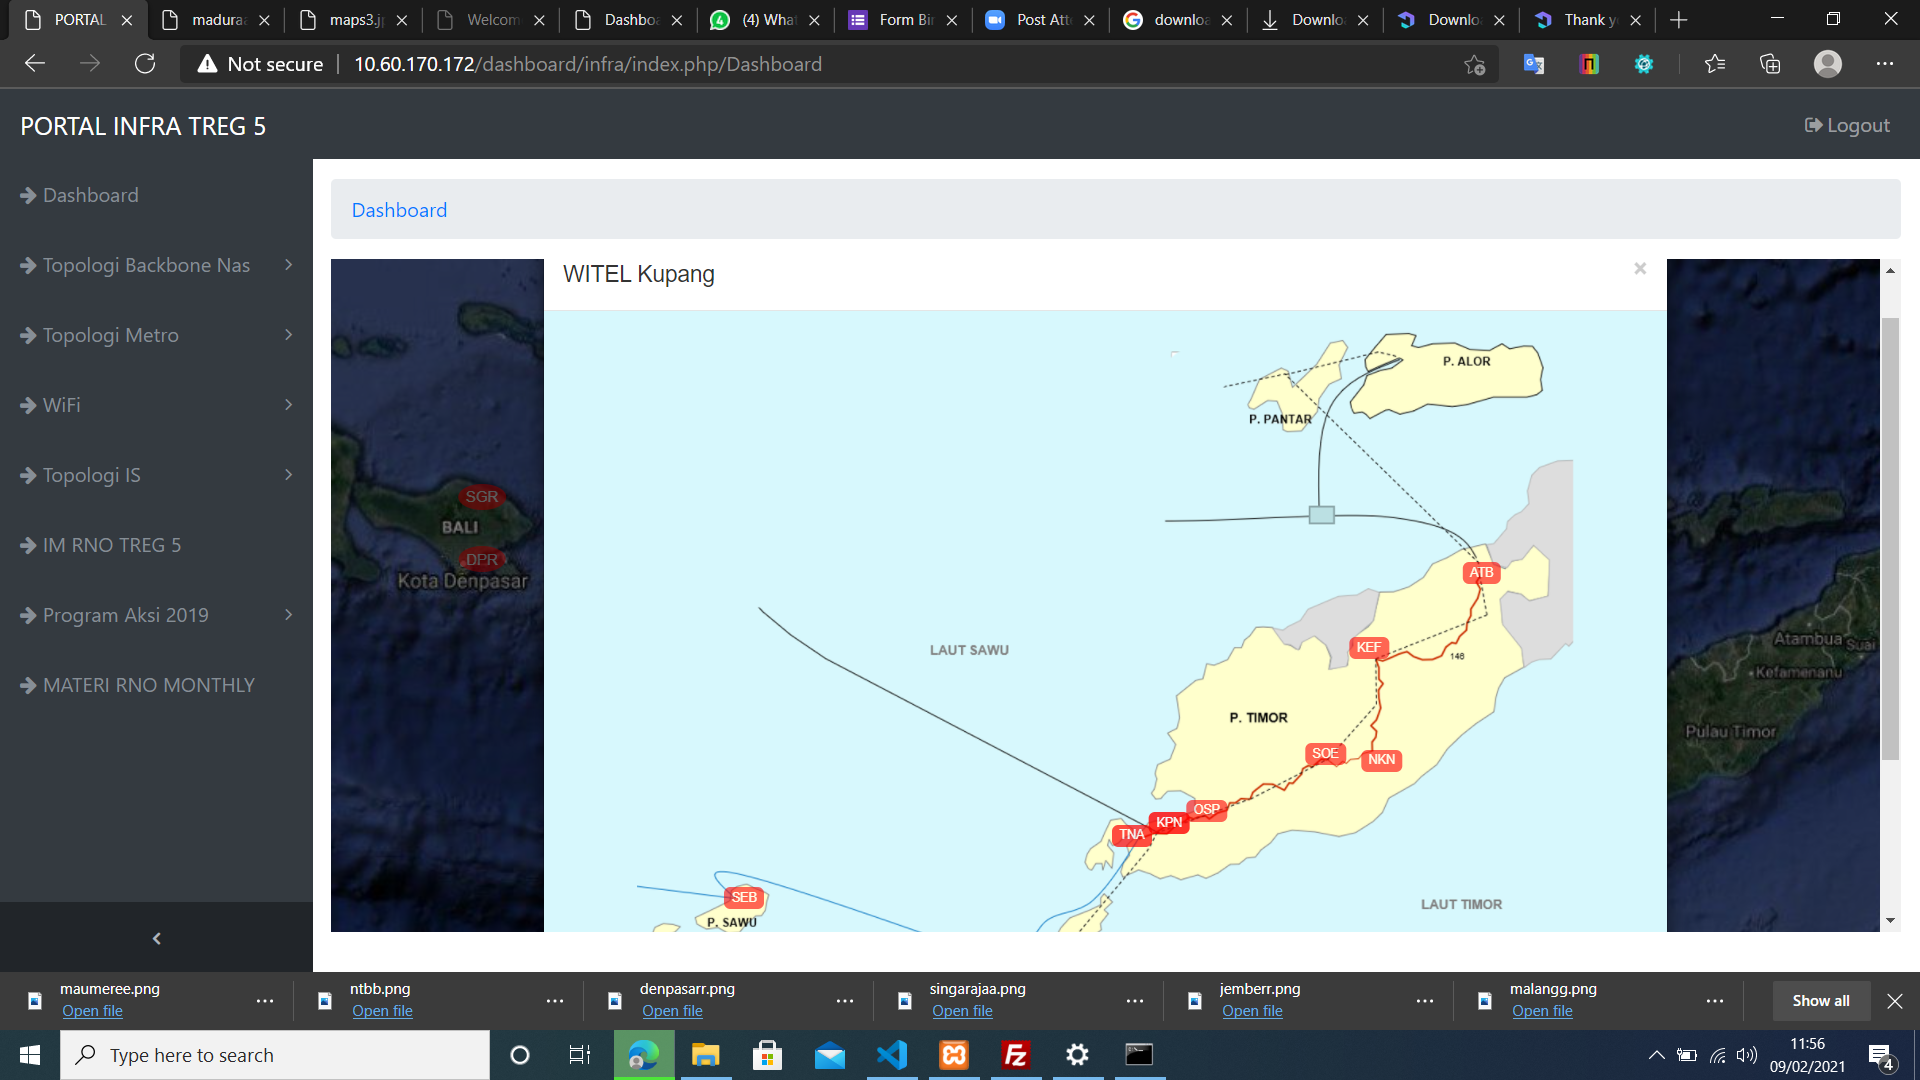 PORTAL
madura
maps3.j
Welcom
Dashbo
(4) Wha
Form Bi
Post Att
downlo
Downlo
Downlo
Thank y
Not secure
10.60.170.172/dashboard/infra/index.php/Dashboard
PORTAL INFRA TREG 5
Logout
Dashboard
Topologi Backbone Nas
Topologi Metro
WiFi
Topologi IS
IM RNO TREG 5
Program Aksi 2019
MATERI RNO MONTHLY
Dashboard
WITEL Kupang
×
P. ALOR
P. PANTAR
SGR
BALI
DPR
Kota Denpasar
ATB
LAUT SAWU
KEF
146
Atambua
Suai
Kefamenanu
P. TIMOR
Pulau Timor
SOE
NKN
OSP
KPN
TNA
SEB
P. SAWU
LAUT TIMOR
maumeree.png
Open file
ntbb.png
Open file
denpasarr.png
Open file
singarajaa.png
Open file
jemberr.png
Open file
malangg.png
Open file
Show all
Type here to search
11:56
09/02/2021
4